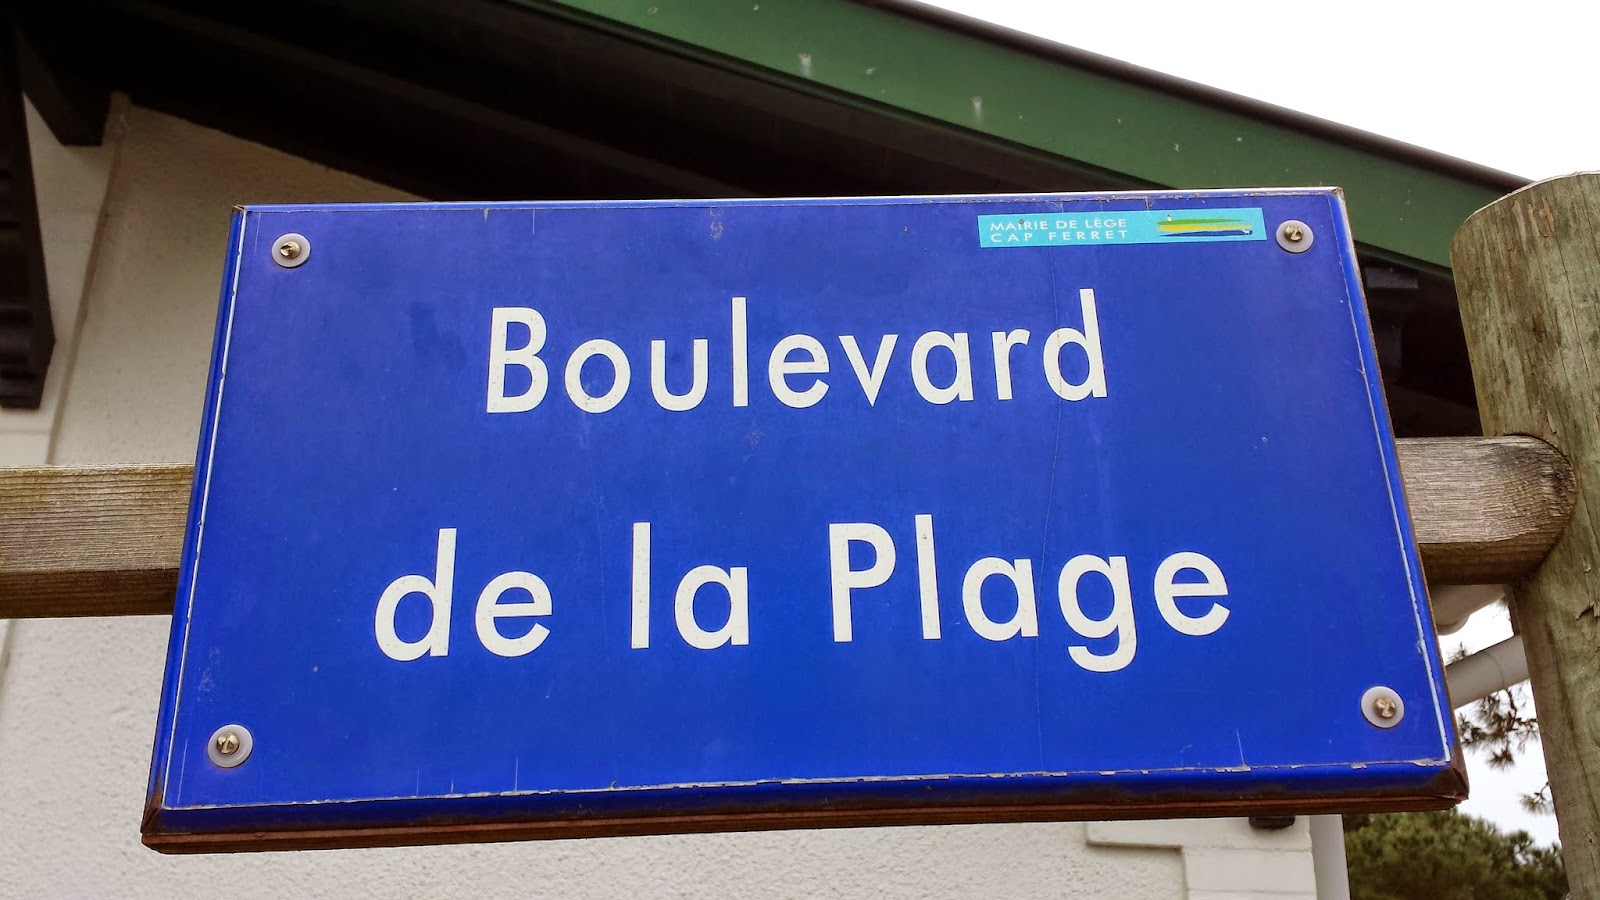 MAIRIE DE LÈGE
CAP FERRET
Boulevard
de la Plage